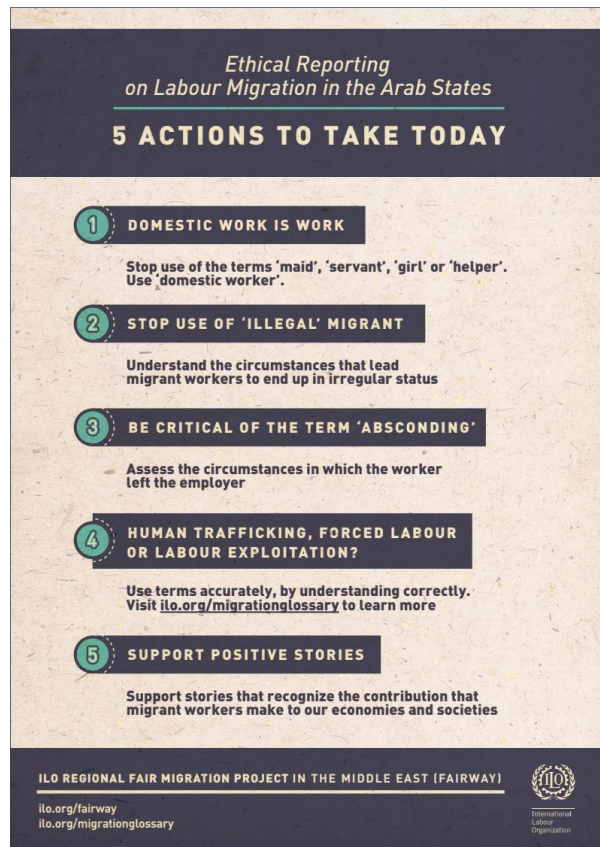 Ethical Reporting
on Labour Migration in the Arab States
5 ACTIONS TO TAKE TODAY
1 DOMESTIC WORK IS WORK
Stop use of the terms ‘maid’, ‘servant’, ‘girl’ or ‘helper’.
Use ‘domestic worker’.
2 STOP USE OF ‘ILLEGAL’ MIGRANT
Understand the circumstances that lead
migrant workers to end up in irregular status
3 BE CRITICAL OF THE TERM ‘ABSCONDING’
Assess the circumstances in which the worker
left the employer
4 HUMAN TRAFFICKING, FORCED LABOUR
OR LABOUR EXPLOITATION?
Use terms accurately, by understanding correctly.
Visit ilo.org/migrationglossary to learn more
5 SUPPORT POSITIVE STORIES
Support stories that recognize the contribution that
migrant workers make to our economies and societies
ILO REGIONAL FAIR MIGRATION PROJECT IN THE MIDDLE EAST (FAIRWAY)
ilo.org/fairway
ilo.org/migrationglossary
ILO
International
Labour
Organization